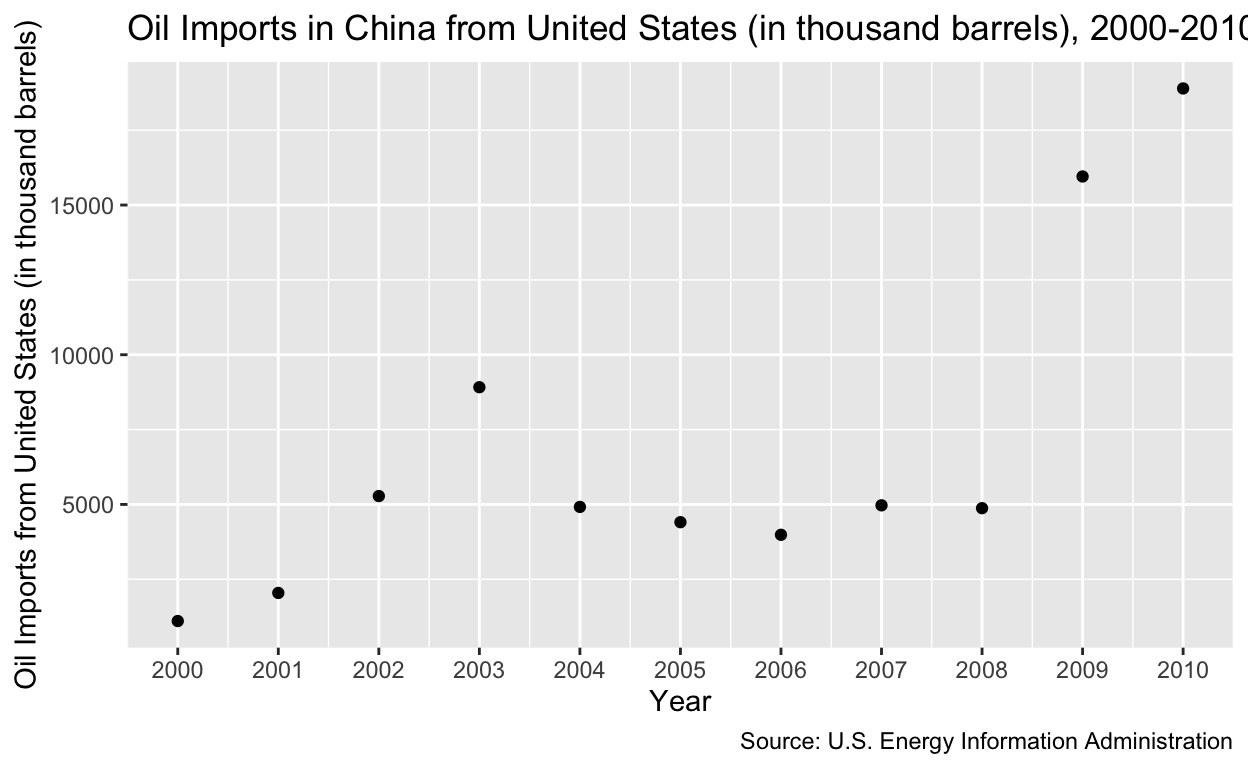 Oil Imports in China from United States (in thousand barrels), 2000-2010
Oil Imports from United States (in thousand barrels)
15000
10000
5000
2000 2001 2002 2003 2004 2005 2006 2007 2008 2009 2010
Year
Source: U.S. Energy Information Administration